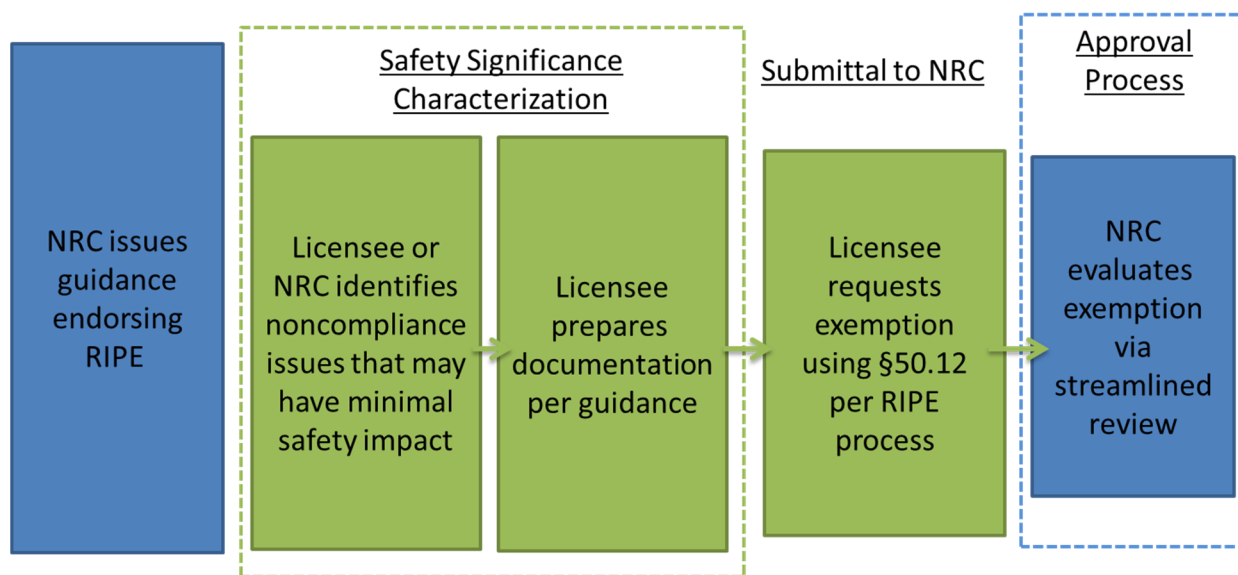 NRC issues
guidance
endorsing
RIPE
Safety Significance
Characterization
Licensee or
NRC identifies
noncompliance
issues that may
have minimal
safety impact
Licensee
prepares
documentation
per guidance
Submittal to NRC
Licensee
requests
exemption
using §50.12
per RIPE
process
Approval
Process
NRC
evaluates
exemption
via
streamlined
review